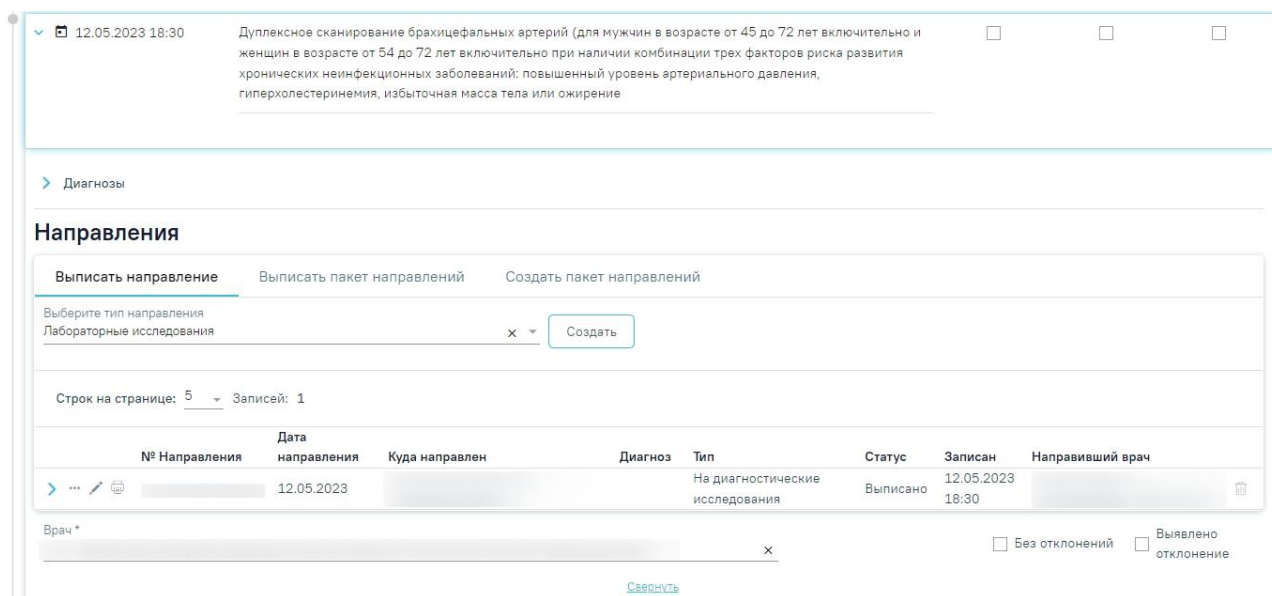 12.05.2023 18:30
Дуплексное сканирование брахицефальных артерий (для мужчин в возрасте от 45 до 72 лет включительно и
женщин в возрасте от 54 до 72 лет включительно при наличии комбинации трех факторов риска развития
хронических неинфекционных заболеваний: повышенный уровень артериального давления,
гиперхолестеринемия, избыточная масса тела или ожирение
Диагнозы
Направления
Выписать направление Выписать пакет направлений Создать пакет направлений
Выберите тип направления
Лабораторные исследования
Создать
Строк на странице: 5 Записей: 1
№ Направления Дата направления Куда направлен Диагноз Тип Статус Записан Направивший врач
12.05.2023 На диагностические исследования Выписано 12.05.2023 18:30
Врач *
Без отклонений Выявлено отклонение
Свернуть